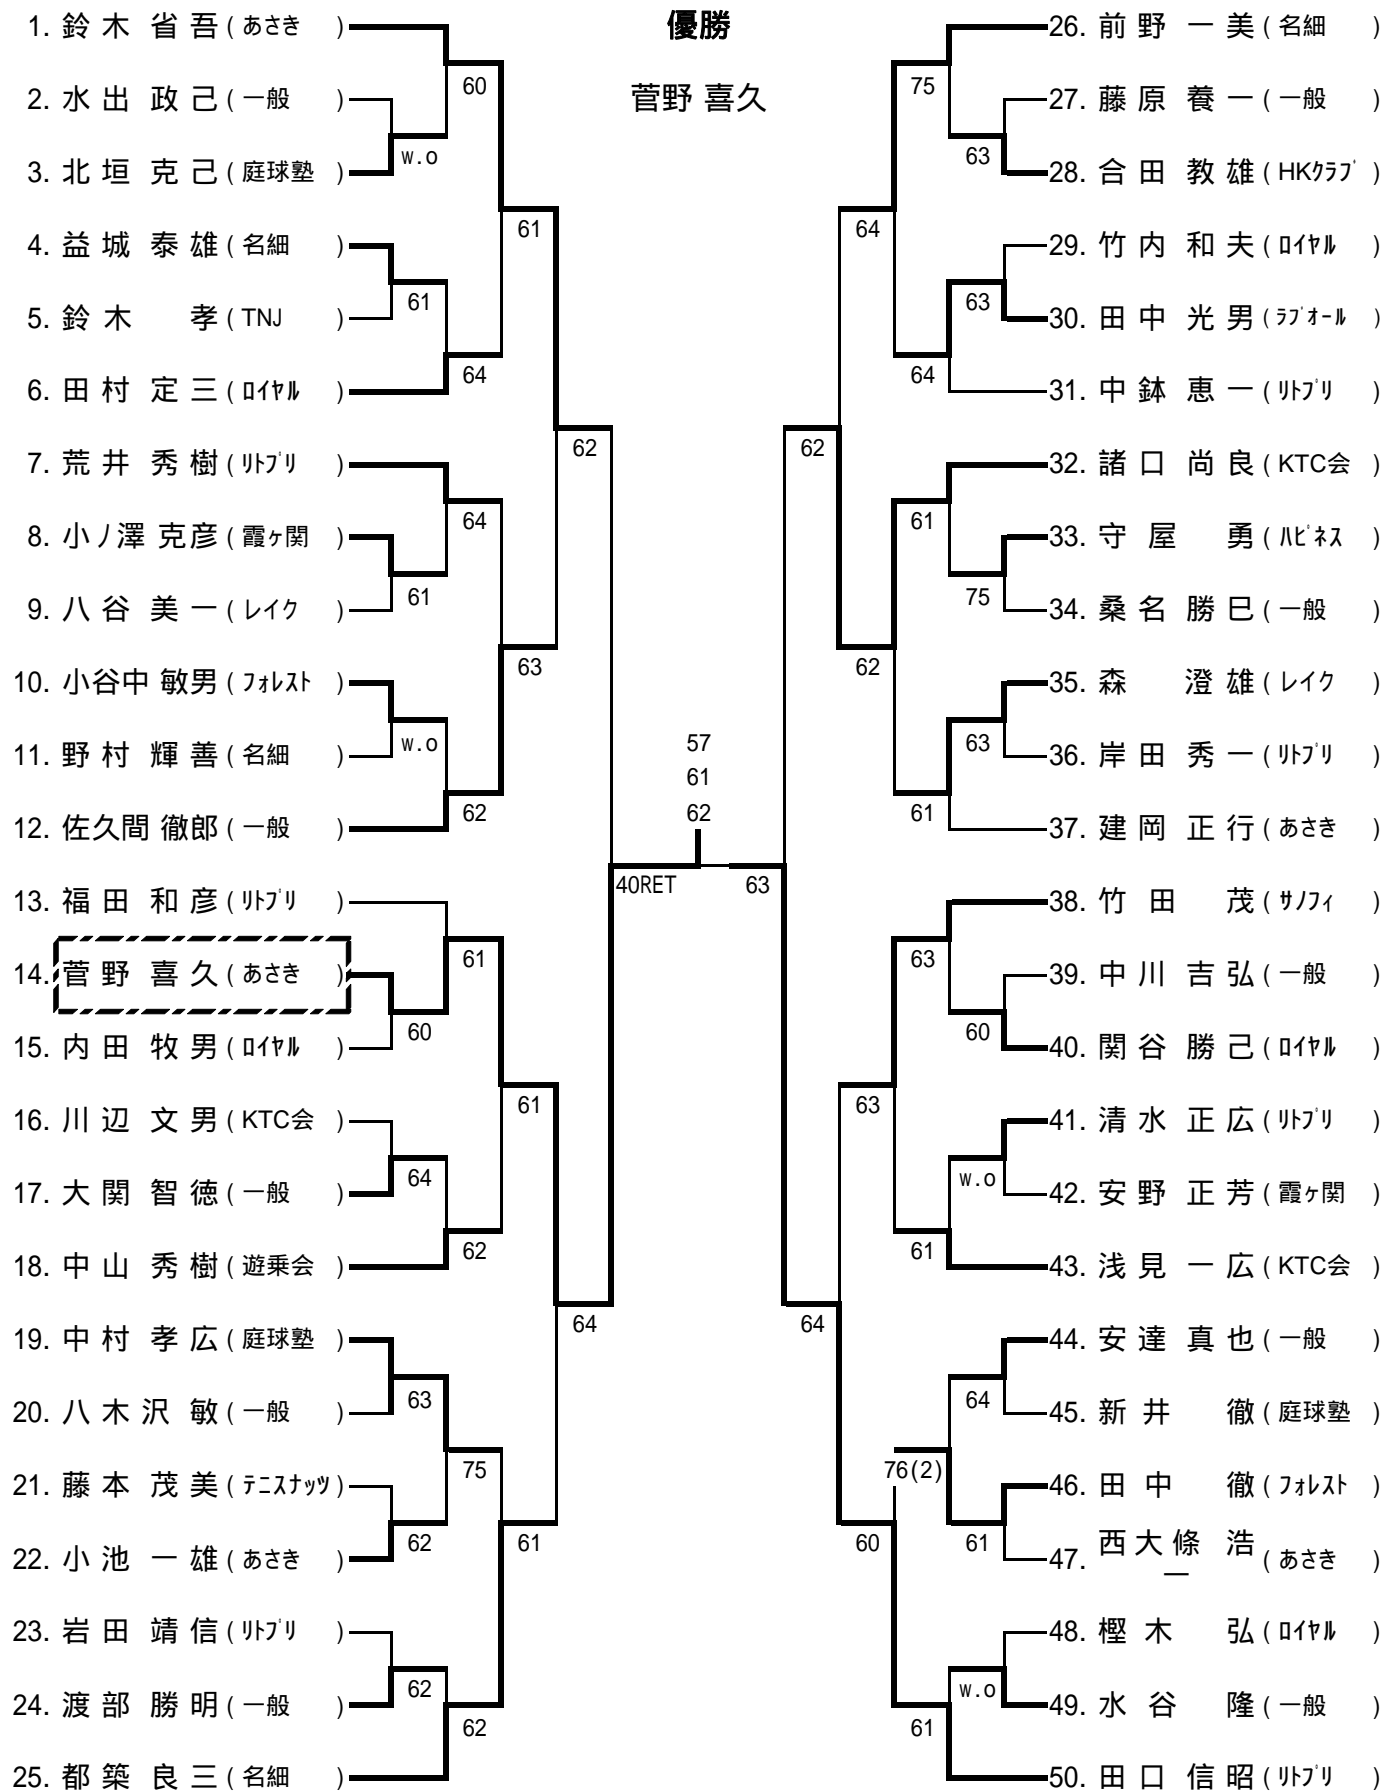 優勝
菅野 喜久
1. 鈴木 省吾 ( あさき )
2. 水出 政己 ( 一般 )
3. 北垣 克己 ( 庭球塾 )
4. 益城 泰雄 ( 名細 )
5. 鈴木 孝 ( TNJ )
6. 田村 定三 ( ﾛｲﾔﾙ )
7. 荒井 秀樹 ( ﾘﾄﾌﾟﾘ )
8. 小ﾉ澤 克彦 ( 霞ヶ関 )
9. 八谷 美一 ( レイク )
10. 小谷中 敏男 ( ﾌｫﾚｽﾄ )
11. 野村 輝善 ( 名細 )
12. 佐久間 徹郎 ( 一般 )
13. 福田 和彦 ( ﾘﾄﾌﾟﾘ )
14. 菅野 喜久 ( あさき )
15. 内田 牧男 ( ﾛｲﾔﾙ )
16. 川辺 文男 ( KTC会 )
17. 大関 智徳 ( 一般 )
18. 中山 秀樹 ( 遊乗会 )
19. 中村 孝広 ( 庭球塾 )
20. 八木沢 敏 ( 一般 )
21. 藤本 茂美 ( ﾃﾆｽﾅｯﾂ )
22. 小池 一雄 ( あさき )
23. 岩田 靖信 ( ﾘﾄﾌﾟﾘ )
24. 渡部 勝明 ( 一般 )
25. 都築 良三 ( 名細 )
60
w.o
61
61
64
62
64
61
63
w.o
62
61
60
61
64
62
64
63
75
62
61
62
62
57
61
62
40RET
63
26. 前野 一美 ( 名細 )
27. 藤原 養一 ( 一般 )
28. 合田 教雄 ( HKｸﾗﾌﾞ )
29. 竹内 和夫 ( ﾛｲﾔﾙ )
30. 田中 光男 ( ﾗﾌﾞｵｰﾙ )
31. 中鉢 恵一 ( ﾘﾄﾌﾟﾘ )
32. 諸口 尚良 ( KTC会 )
33. 守屋 勇 ( ﾊﾋﾟﾈｽ )
34. 桑名 勝巳 ( 一般 )
35. 森 澄雄 ( レイク )
36. 岸田 秀一 ( ﾘﾄﾌﾟﾘ )
37. 建岡 正行 ( あさき )
38. 竹田 茂 ( ｻﾉﾌｨ )
39. 中川 吉弘 ( 一般 )
40. 関谷 勝己 ( ﾛｲﾔﾙ )
41. 清水 正広 ( ﾘﾄﾌﾟﾘ )
42. 安野 正芳 ( 霞ヶ関 )
43. 浅見 一広 ( KTC会 )
44. 安達 真也 ( 一般 )
45. 新井 徹 ( 庭球塾 )
46. 田中 徹 ( ﾌｫﾚｽﾄ )
47. 西大條 浩一 ( あさき )
48. 樫木 弘 ( ﾛｲﾔﾙ )
49. 水谷 隆 ( 一般 )
50. 田口 信昭 ( ﾘﾄﾌﾟﾘ )
75
63
64
63
64
62
61
75
62
63
61
63
60
63
w.o
61
64
64
76(2)
61
60
w.o
61